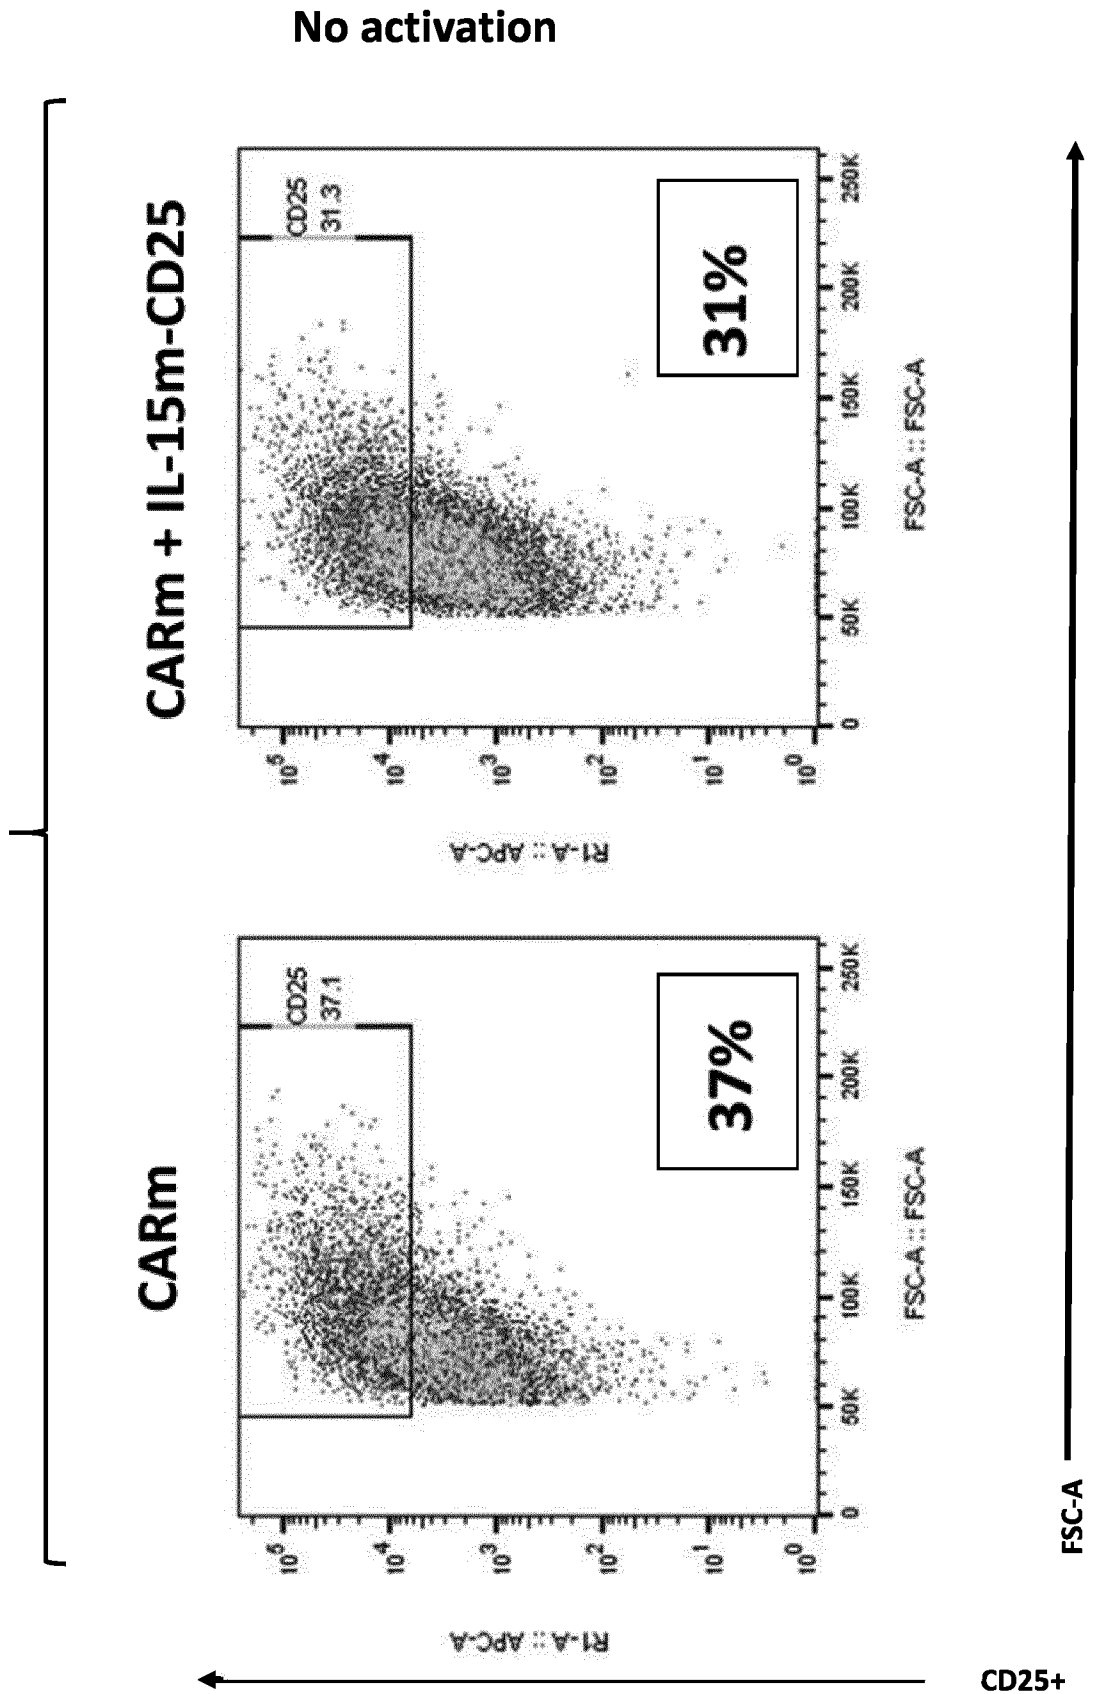 No activation
CARm
CD25
37.1
37%
10^5
10^4
10^3
10^2
10^1
10^0
0
50K
100K
150K
200K
250K
R1-A :: APC-A
FSC-A :: FSC-A
CARm + IL-15m-CD25
CD25
31.3
31%
10^5
10^4
10^3
10^2
10^1
10^0
0
50K
100K
150K
200K
250K
R1-A :: APC-A
FSC-A :: FSC-A
CD25+
FSC-A